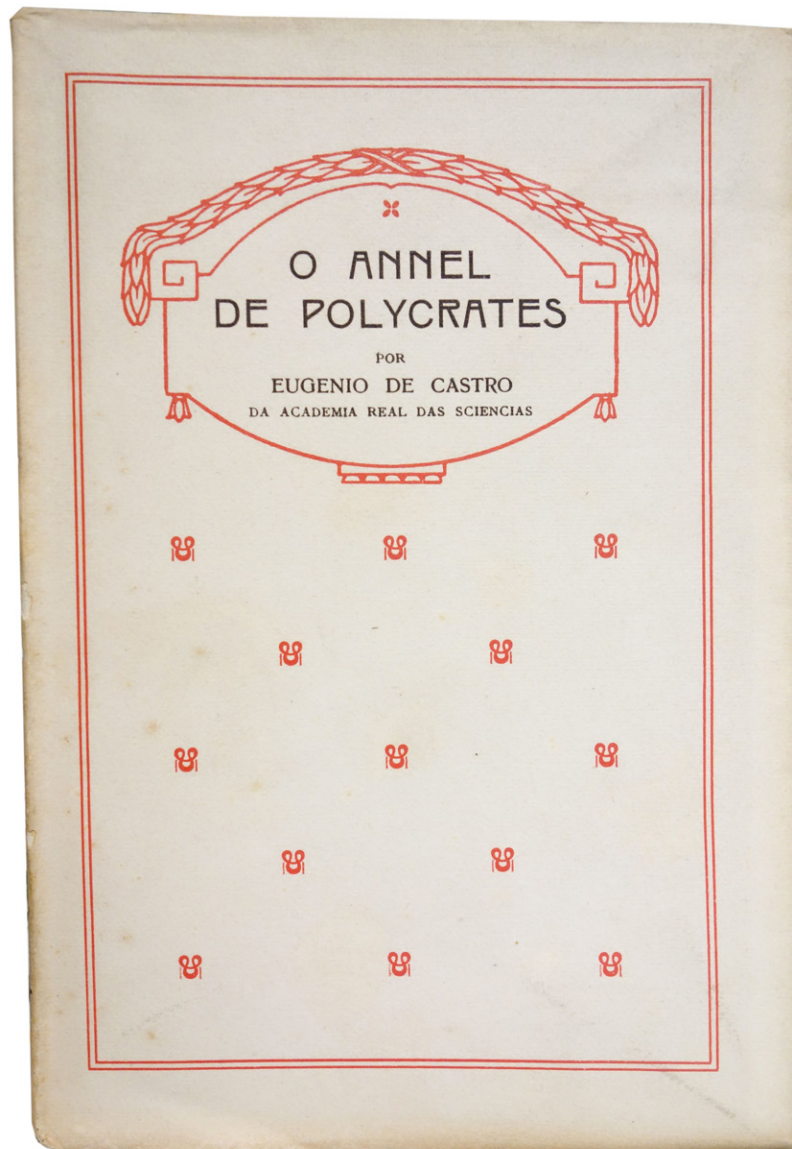 O ANNEL
DE POLYCRATES
POR
EUGENIO DE CASTRO
DA ACADEMIA REAL DAS SCIENCIAS